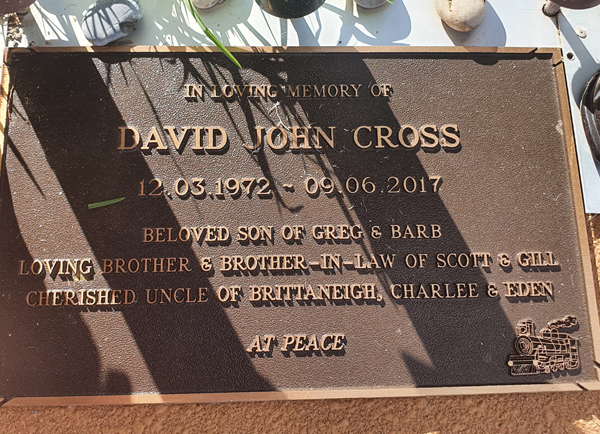 IN LOVING MEMORY OF
DAVID JOHN CROSS
12.03.1972 ~ 09.06.2017
BELOVED SON OF GREG & BARB
LOVING BROTHER & BROTHER-IN-LAW OF SCOTT & GILL
CHERISHED UNCLE OF BRITTANEIGH, CHARLEE & EDEN
AT PEACE